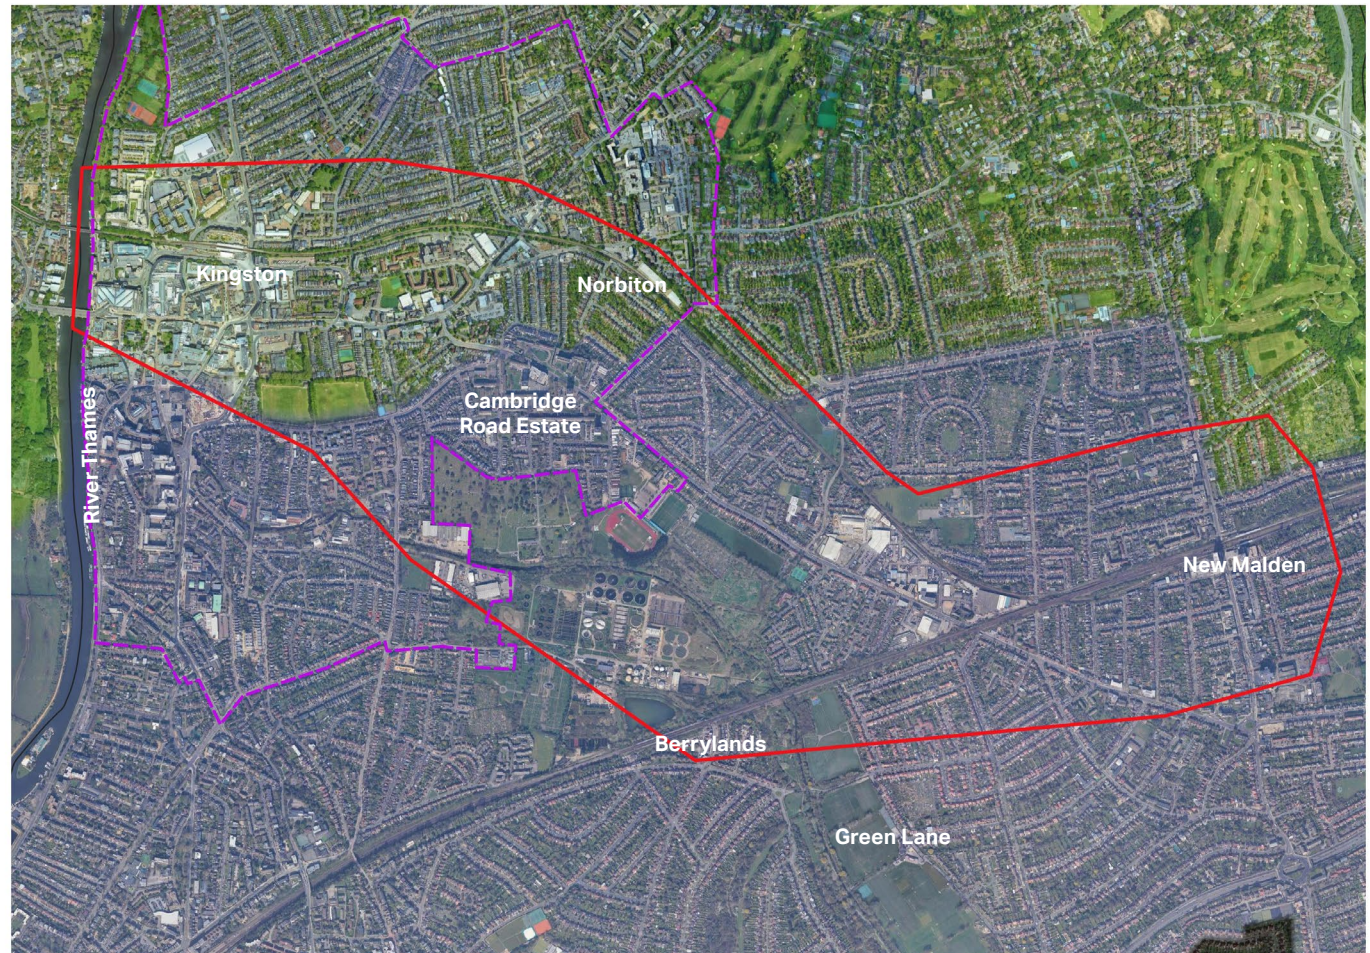 Kingston
Norbiton
Cambridge
Road Estate
River Thames
New Malden
Berrylands
Green Lane